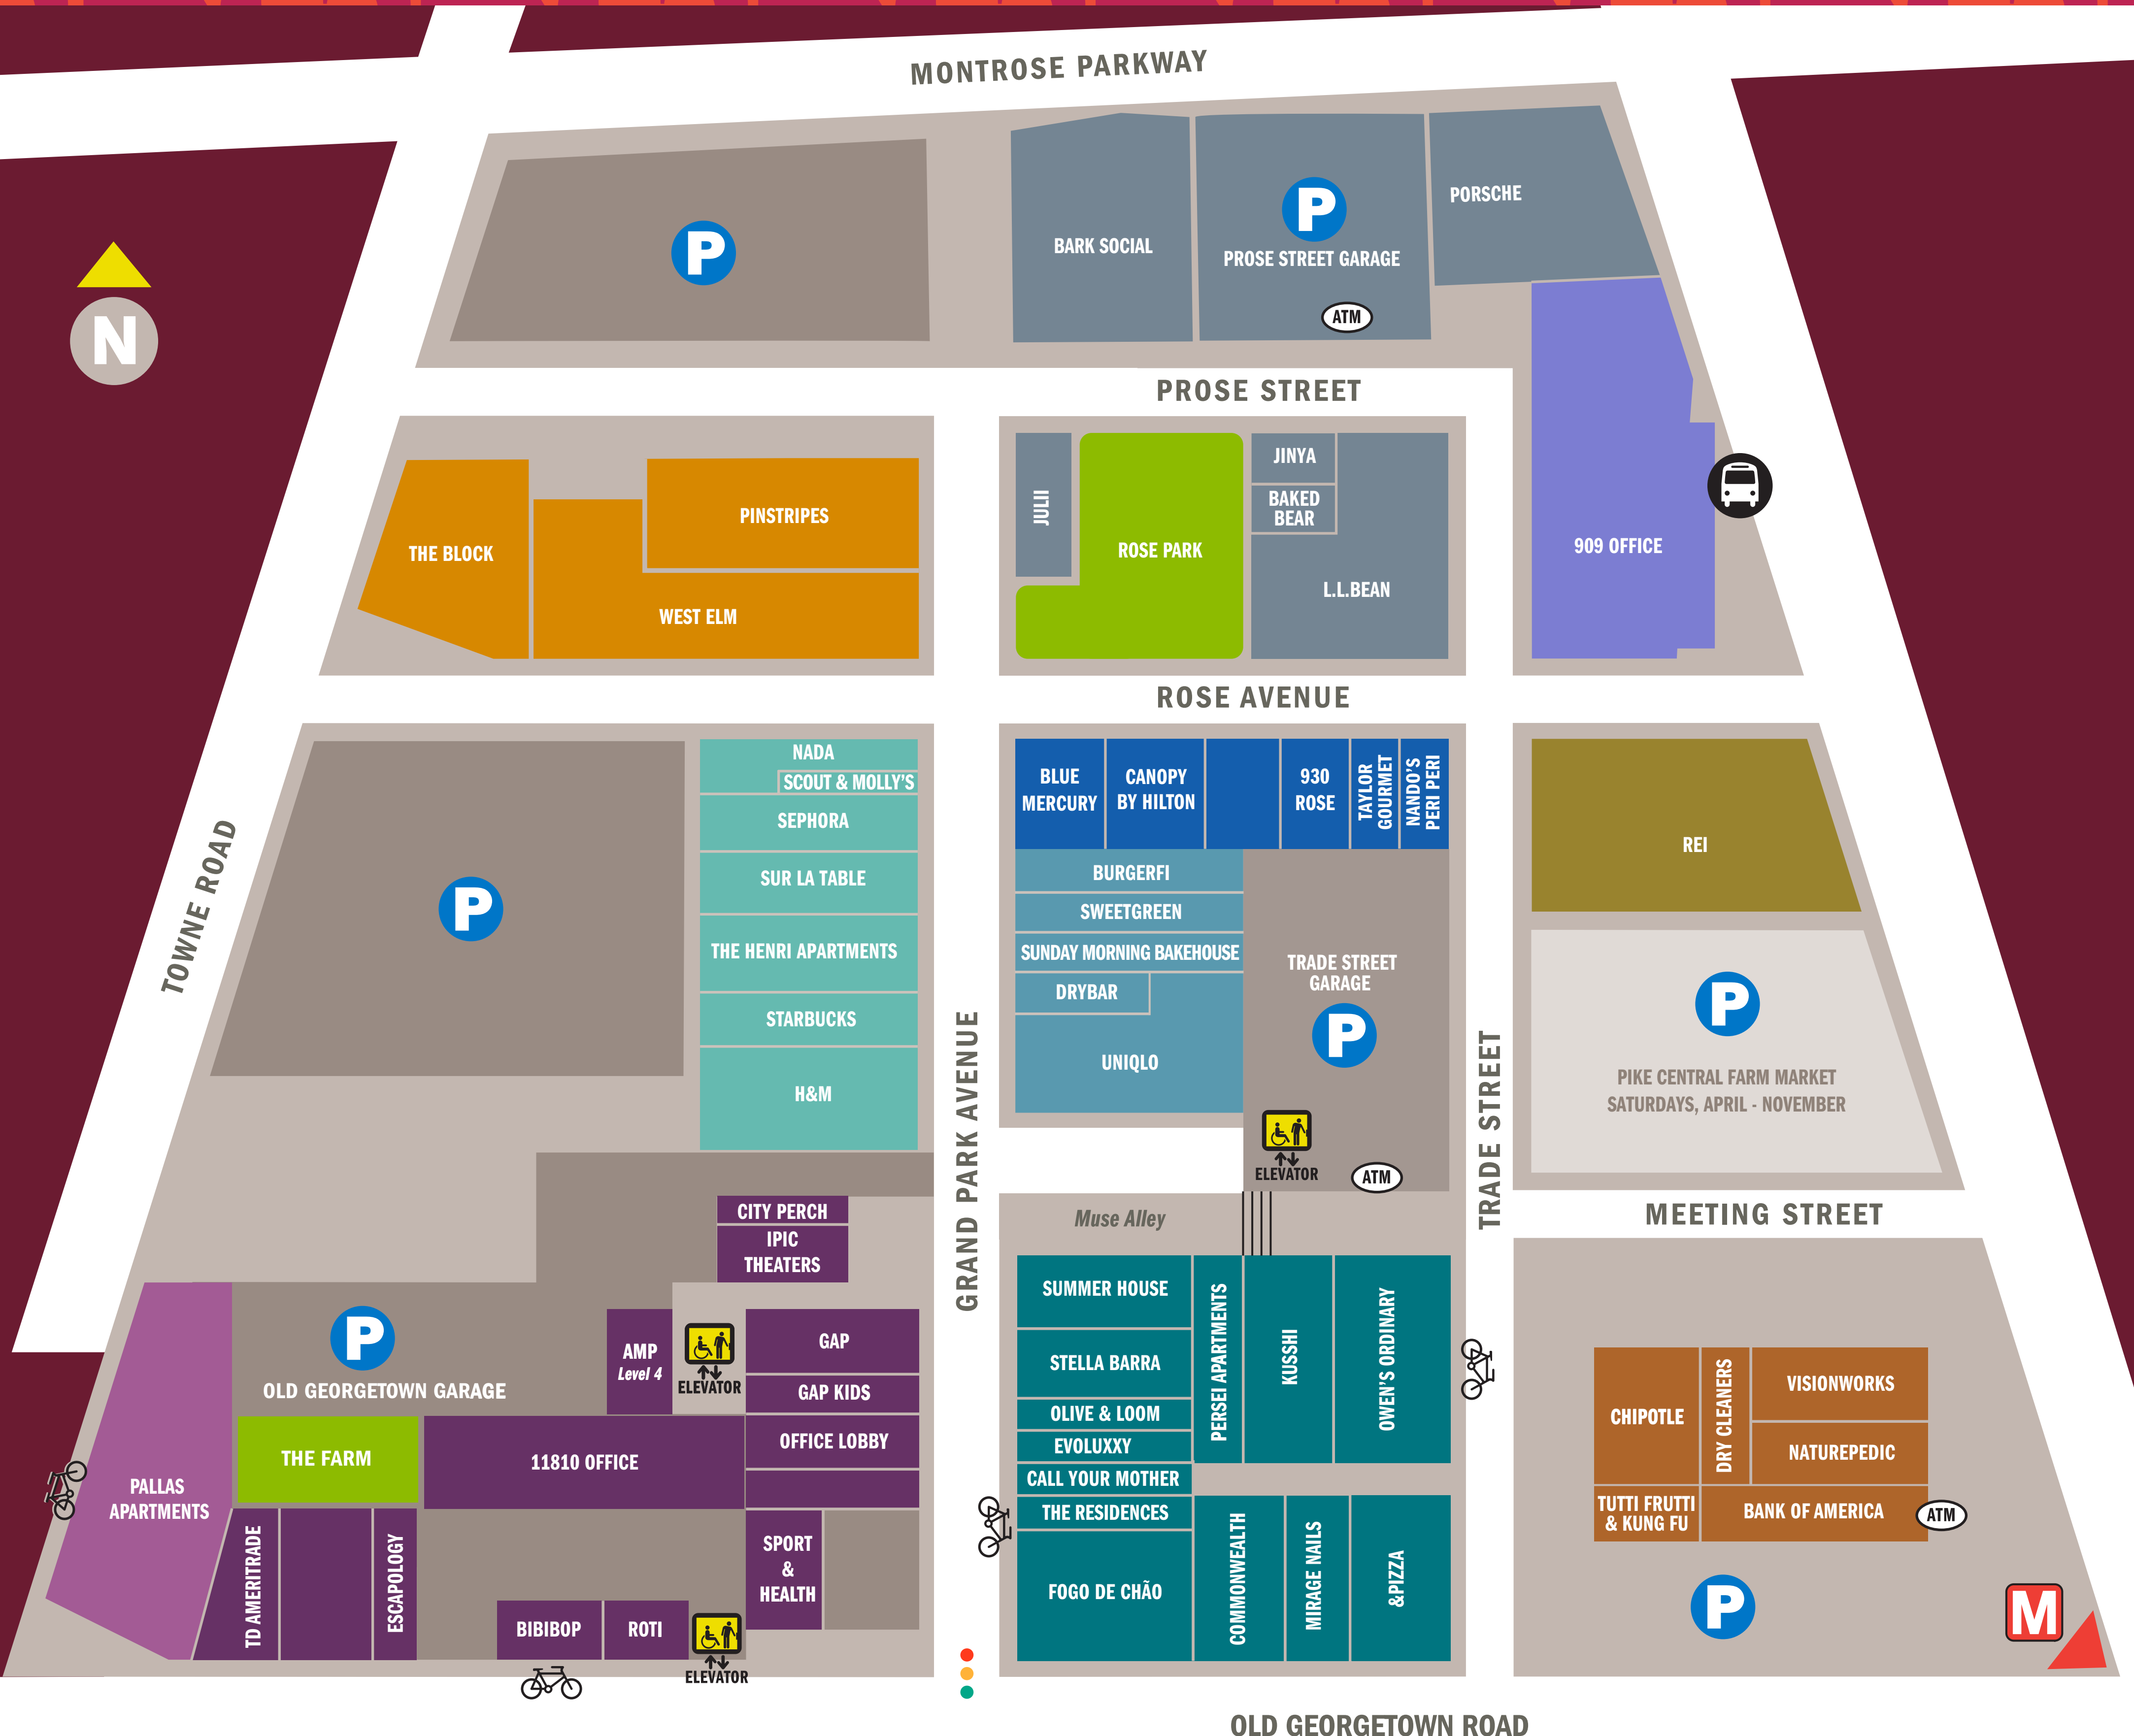 MONTROSE PARKWAY
N
P
BARK SOCIAL
P
PROSE STREET GARAGE
ATM
PORSCHE
PROSE STREET
THE BLOCK
PINSTRIPES
WEST ELM
JULII
ROSE PARK
JINYA
BAKED
BEAR
L.L.BEAN
909 OFFICE
ROSE AVENUE
TOWNE ROAD
P
NADA
SCOUT & MOLLY'S
SEPHORA
SUR LA TABLE
THE HENRI APARTMENTS
STARBUCKS
H&M
GRAND PARK AVENUE
BLUE
MERCURY
CANOPY
BY HILTON
930
ROSE
TAYLOR
GOURMET
NANDO'S
PERI PERI
BURGERFI
SWEETGREEN
SUNDAY MORNING BAKEHOUSE
DRYBAR
UNIQLO
TRADE STREET
GARAGE
P
ELEVATOR
ATM
TRADE STREET
REI
P
PIKE CENTRAL FARM MARKET
SATURDAYS, APRIL - NOVEMBER
MEETING STREET
CITY PERCH
IPIC
THEATERS
P
OLD GEORGETOWN GARAGE
AMP
Level 4
ELEVATOR
GAP
GAP KIDS
OFFICE LOBBY
THE FARM
11810 OFFICE
PALLAS
APARTMENTS
TD AMERITRADE
ESCAPOLOGY
BIBIBOP
ROTI
ELEVATOR
SPORT
&
HEALTH
Muse Alley
SUMMER HOUSE
STELLA BARRA
OLIVE & LOOM
EVOLUXXY
CALL YOUR MOTHER
THE RESIDENCES
FOGO DE CHÃO
PERSEI APARTMENTS
KUSSHI
OWEN'S ORDINARY
COMMONWEALTH
MIRAGE NAILS
&PIZZA
CHIPOTLE
DRY CLEANERS
VISIONWORKS
NATUREPEDIC
TUTTI FRUTTI
& KUNG FU
BANK OF AMERICA
ATM
P
M
OLD GEORGETOWN ROAD